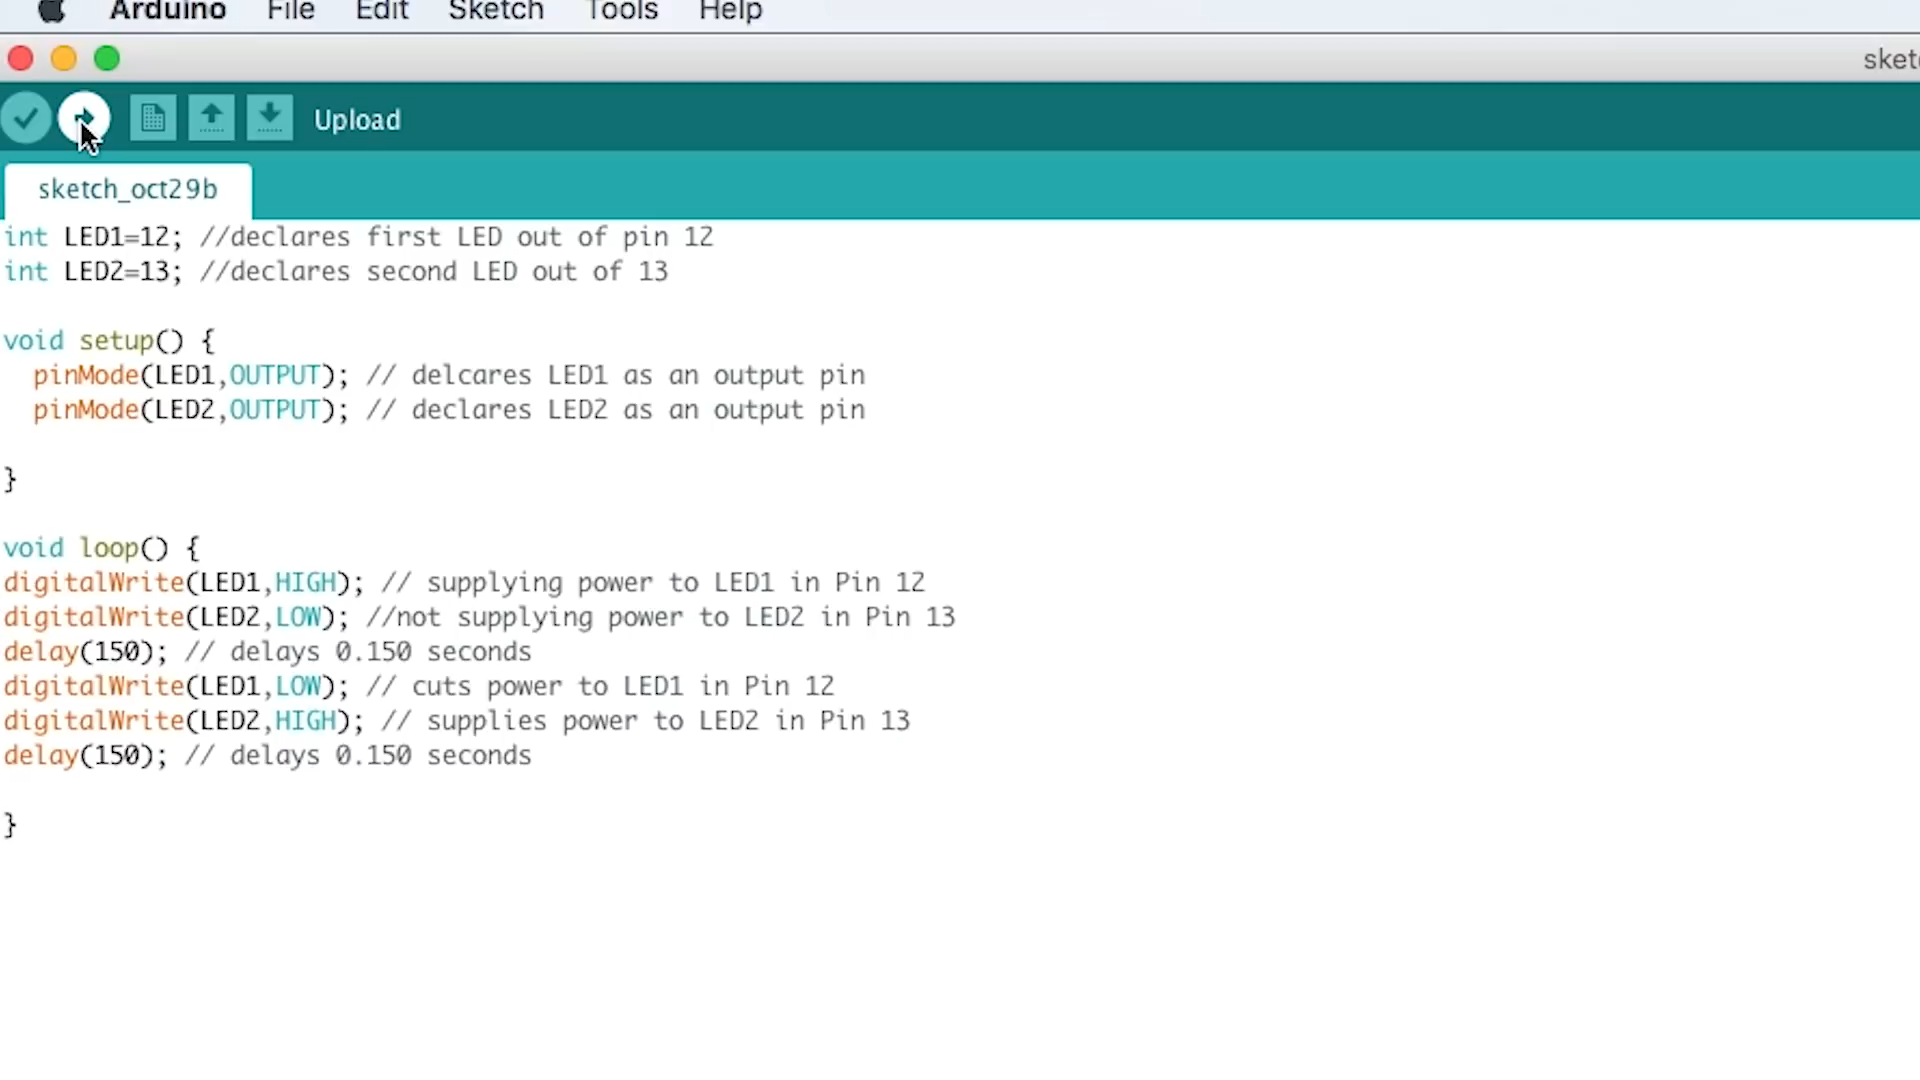 Arduino File Edit Sketch Tools Help
Upload
sketch_oct29b
int LED1=12; //declares first LED out of pin 12
int LED2=13; //declares second LED out of 13
void setup() {
pinMode(LED1,OUTPUT); // delcares LED1 as an output pin
pinMode(LED2,OUTPUT); // declares LED2 as an output pin
}
void loop() {
digitalWrite(LED1,HIGH); // supplying power to LED1 in Pin 12
digitalWrite(LED2,LOW); //not supplying power to LED2 in Pin 13
delay(150); // delays 0.150 seconds
digitalWrite(LED1,LOW); // cuts power to LED1 in Pin 12
digitalWrite(LED2,HIGH); // supplies power to LED2 in Pin 13
delay(150); // delays 0.150 seconds
}